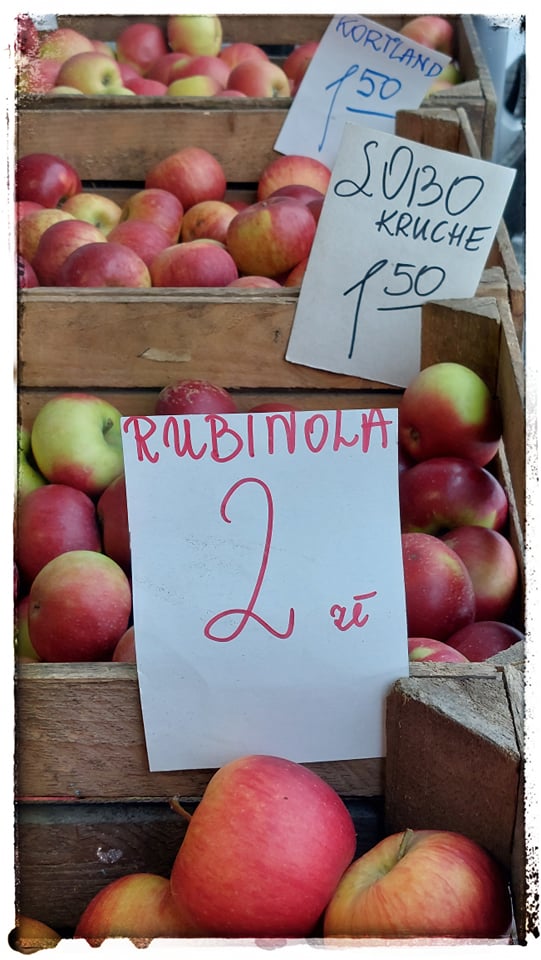 KORTLAND
1 50
LOBO
KRUCHE
1 50
RUBINOLA
2 zł